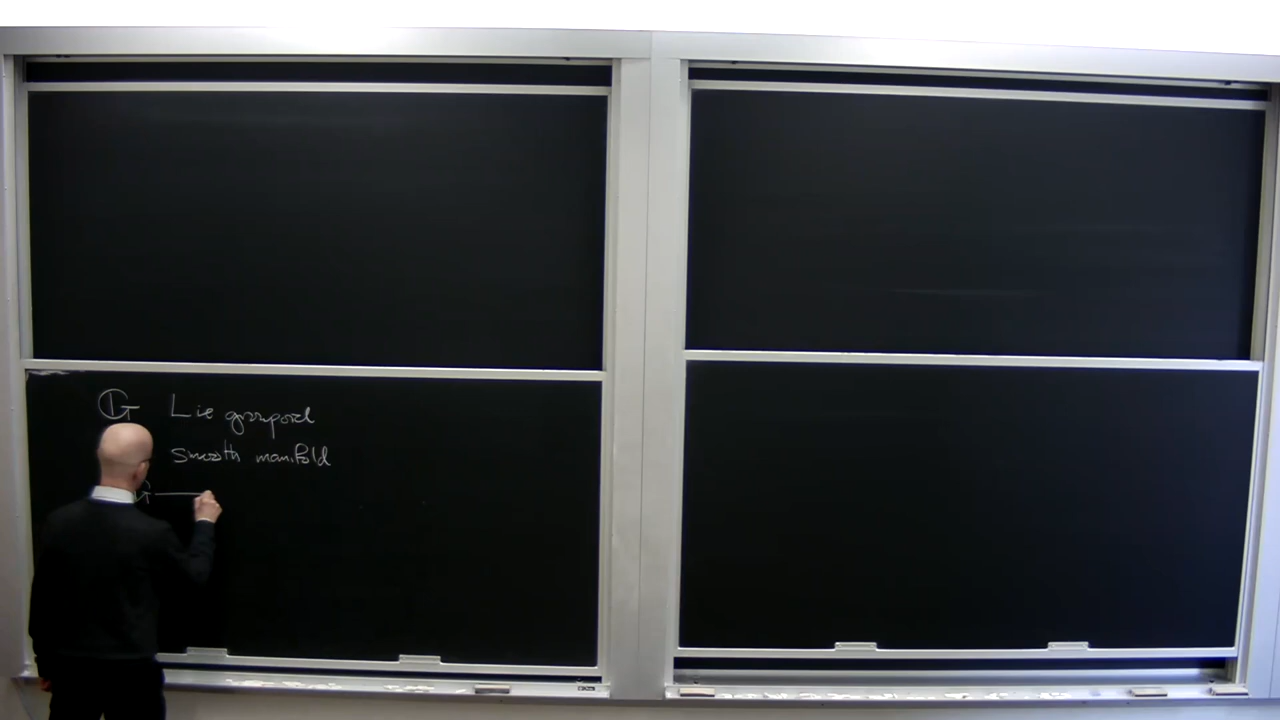 G Lie groupoid
smooth manifold
G —